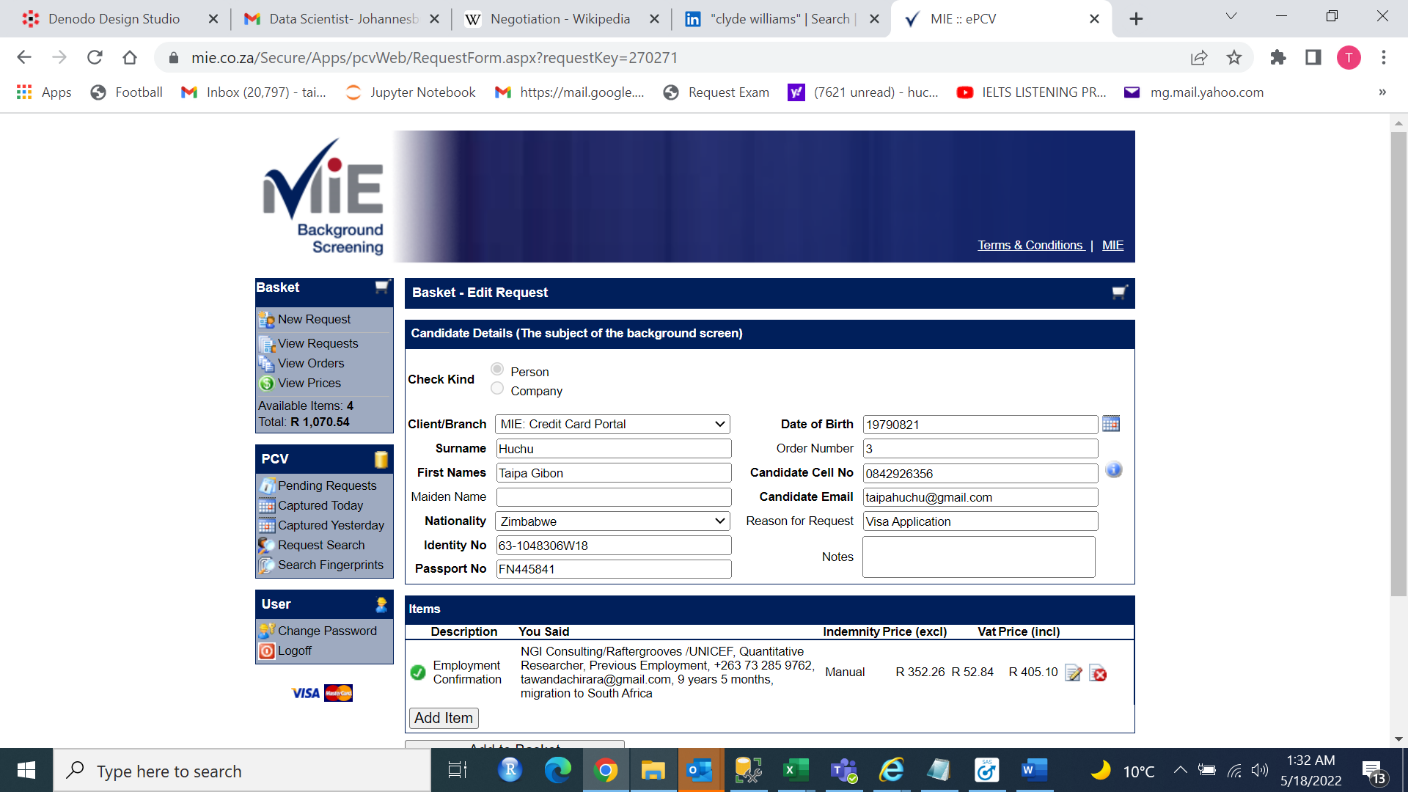 Denodo Design Studio
Data Scientist- Johannesb
Negotiation - Wikipedia
"clyde williams" | Search |
MIE :: ePCV
mie.co.za/Secure/Apps/pcvWeb/RequestForm.aspx?requestKey=270271
T
Apps
Football
Inbox (20,797) - tai...
Jupyter Notebook
https://mail.google....
Request Exam
(7621 unread) - huc...
IELTS LISTENING PR...
mg.mail.yahoo.com
»
MiE
Background
Screening
Terms & Conditions | MIE
Basket
New Request
View Requests
View Orders
View Prices
Available Items: 4
Total: R 1,070.54
PCV
Pending Requests
Captured Today
Captured Yesterday
Request Search
Search Fingerprints
User
Change Password
Logoff
VISA MasterCard
Basket - Edit Request
Candidate Details (The subject of the background screen)
Check Kind
Person
Company
Client/Branch MIE: Credit Card Portal
Date of Birth 19790821
Surname Huchu
Order Number 3
First Names Taipa Gibon
Candidate Cell No 0842926356
Maiden Name
Candidate Email taipahuchu@gmail.com
Nationality Zimbabwe
Reason for Request Visa Application
Identity No 63-1048306W18
Notes
Passport No FN445841
Items
Description You Said Indemnity Price (excl) Vat Price (incl)
Employment Confirmation
NGI Consulting/Raftergrooves /UNICEF, Quantitative
Researcher, Previous Employment, +263 73 285 9762,
tawandachirara@gmail.com, 9 years 5 months,
migration to South Africa
Manual R 352.26 R 52.84 R 405.10
Add Item
Add to Basket
Type here to search
10°C
1:32 AM
5/18/2022
13